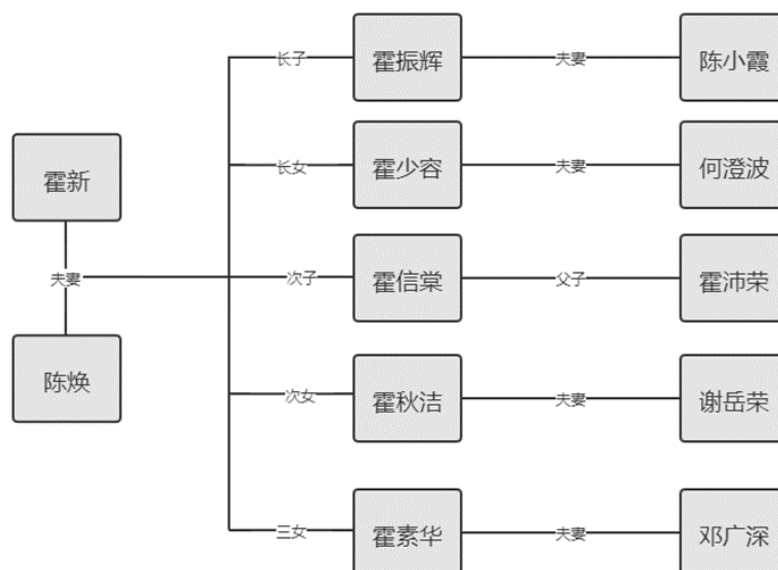 长子
霍振辉
夫妻
陈小霞
霍新
长女
霍少容
夫妻
何澄波
夫妻
次子
霍信棠
父子
霍沛荣
陈焕
次女
霍秋洁
夫妻
谢岳荣
三女
霍素华
夫妻
邓广深